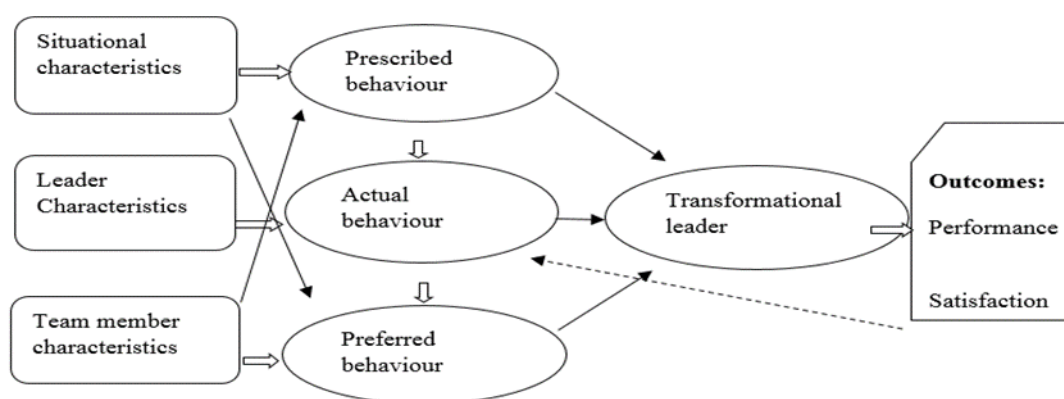 Situational
characteristics
Prescribed
behaviour
Leader
Characteristics
Actual
behaviour
Transformational
leader
Outcomes:
Performance
Satisfaction
Team member
characteristics
Preferred
behaviour